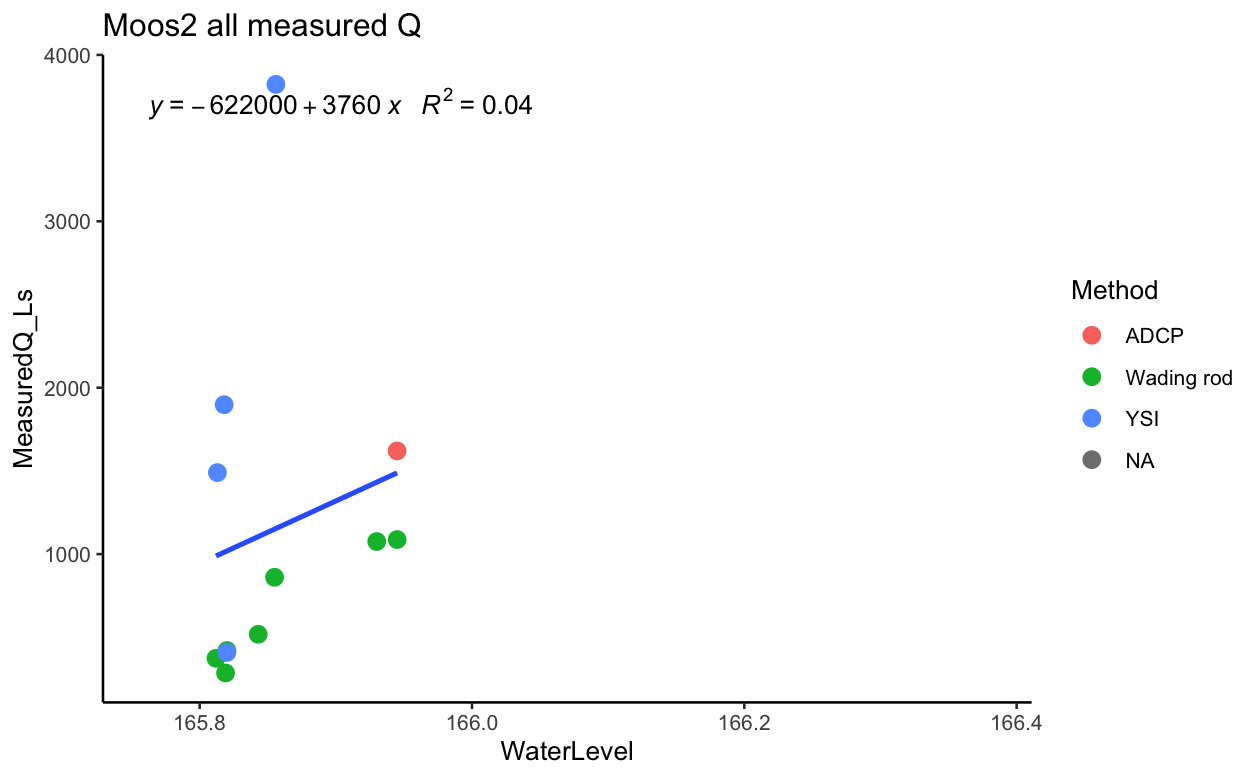 Moos2 all measured Q
4000
y = − 622000 + 3760 x R² = 0.04
3000
2000
1000
MeasuredQ_Ls
165.8 166.0 166.2 166.4
WaterLevel
Method
ADCP
Wading rod
YSI
NA